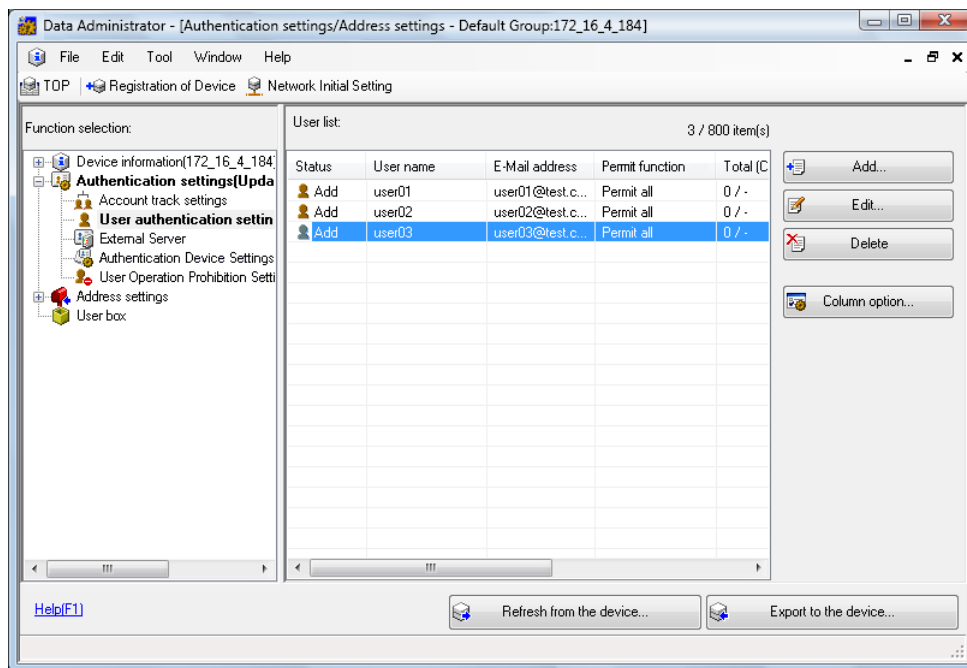 Data Administrator - [Authentication settings/Address settings - Default Group:172_16_4_184]
File Edit Tool Window Help
TOP Registration of Device Network Initial Setting
Function selection:
Device information(172_16_4_184)
Authentication settings(Upda
Account track settings
User authentication settin
External Server
Authentication Device Settings
User Operation Prohibition Setti
Address settings
User box
User list:
3 / 800 item(s)
Status User name E-Mail address Permit function Total (C
Add user01 user01@test.c... Permit all 0 / -
Add user02 user02@test.c... Permit all 0 / -
Add user03 user03@test.c... Permit all 0 / -
Add...
Edit...
Delete
Column option...
Help(F1)
Refresh from the device...
Export to the device...